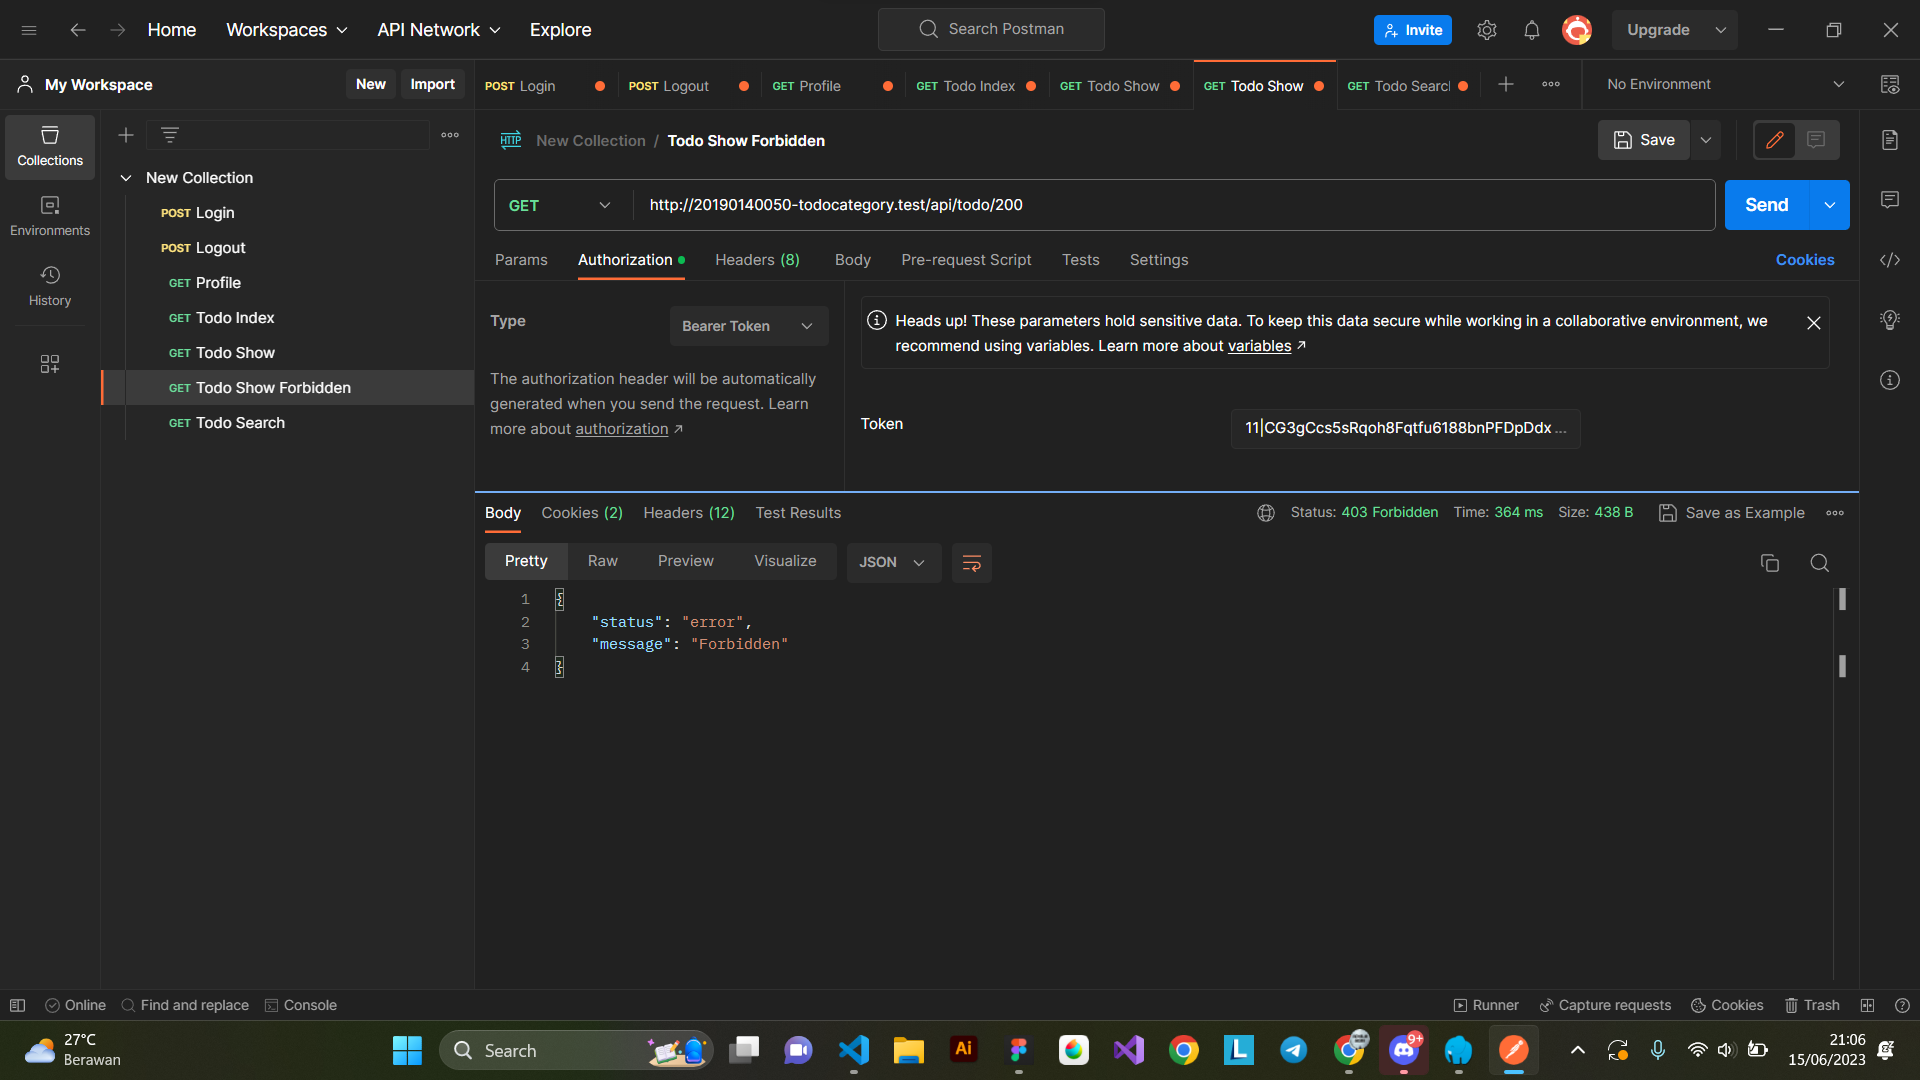 Home
Workspaces
API Network
Explore
Search Postman
Invite
Upgrade
My Workspace
New
Import
POST Login
POST Logout
GET Profile
GET Todo Index
GET Todo Show
GET Todo Show
GET Todo Searc
No Environment
Collections
Environments
History
New Collection
POST Login
POST Logout
GET Profile
GET Todo Index
GET Todo Show
GET Todo Show Forbidden
GET Todo Search
HTTP New Collection / Todo Show Forbidden
Save
GET
http://20190140050-todocategory.test/api/todo/200
Send
Params
Authorization
Headers (8)
Body
Pre-request Script
Tests
Settings
Cookies
Type
Bearer Token
The authorization header will be automatically
generated when you send the request. Learn
more about authorization ↗
Heads up! These parameters hold sensitive data. To keep this data secure while working in a collaborative environment, we
recommend using variables. Learn more about variables ↗
Token
11|CG3gCcs5sRqoh8Fqtfu6188bnPFDpDdx ...
Body
Cookies (2)
Headers (12)
Test Results
Status: 403 Forbidden
Time: 364 ms
Size: 438 B
Save as Example
Pretty
Raw
Preview
Visualize
JSON
1 {
2 "status": "error",
3 "message": "Forbidden"
4 }
Online
Find and replace
Console
Runner
Capture requests
Cookies
Trash
27°C
Berawan
Search
Ai
L
9+
21:06
15/06/2023